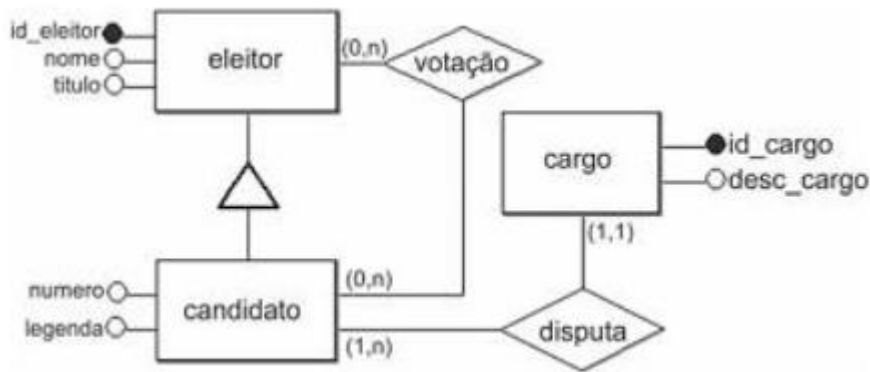 id_eleitor
nome
titulo
eleitor
(0,n)
votação
cargo
id_cargo
desc_cargo
(1,1)
numero
legenda
candidato
(0,n)
(1,n)
disputa